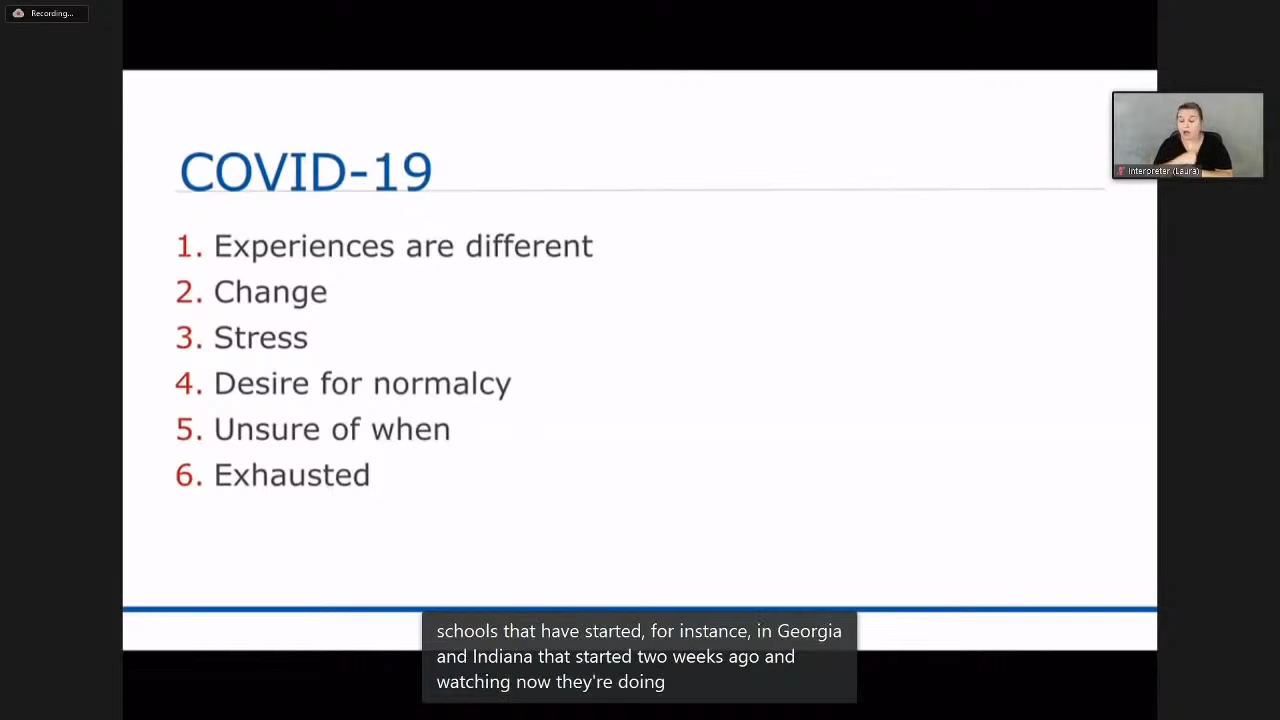 Recording...
COVID-19
1. Experiences are different
2. Change
3. Stress
4. Desire for normalcy
5. Unsure of when
6. Exhausted
Interpreter (Laura)
schools that have started, for instance, in Georgia
and Indiana that started two weeks ago and
watching now they're doing